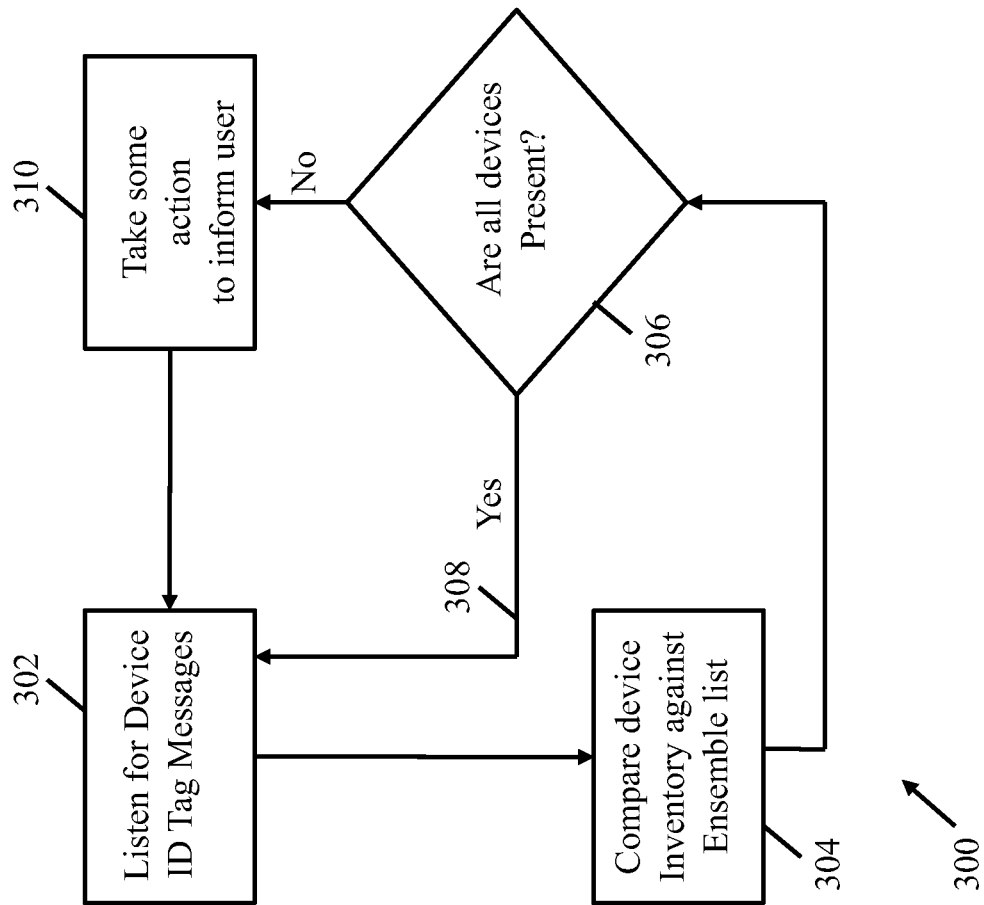 302
Listen for Device
ID Tag Messages
310
Take some
action
to inform user
308
Yes
No
304
Compare device
Inventory against
Ensemble list
306
Are all devices
Present?
300